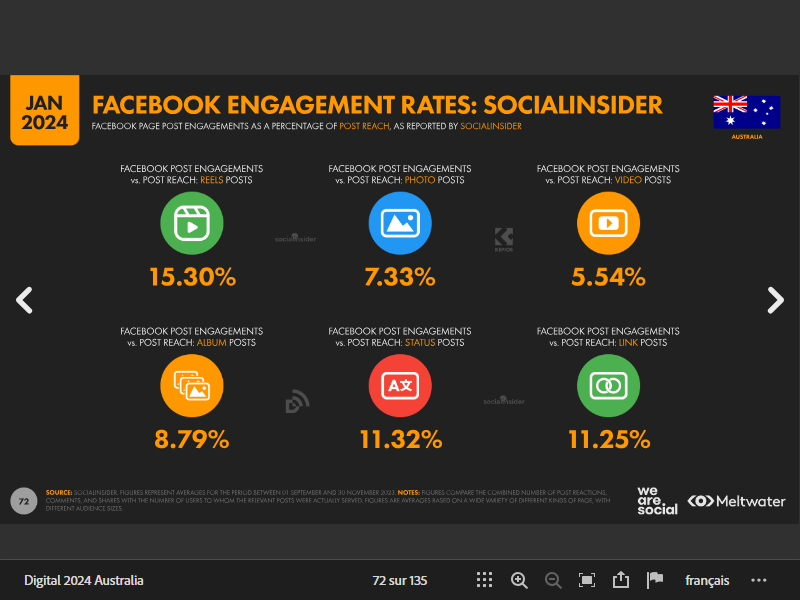 JAN
2024
FACEBOOK ENGAGEMENT RATES: SOCIALINSIDER
FACEBOOK PAGE POST ENGAGEMENTS AS A PERCENTAGE OF POST REACH, AS REPORTED BY SOCIALINSIDER
AUSTRALIA
FACEBOOK POST ENGAGEMENTS
vs. POST REACH: REELS POSTS
15.30%
FACEBOOK POST ENGAGEMENTS
vs. POST REACH: PHOTO POSTS
7.33%
FACEBOOK POST ENGAGEMENTS
vs. POST REACH: VIDEO POSTS
5.54%
socialinsider
KEPIOS
FACEBOOK POST ENGAGEMENTS
vs. POST REACH: ALBUM POSTS
8.79%
FACEBOOK POST ENGAGEMENTS
vs. POST REACH: STATUS POSTS
A文
11.32%
FACEBOOK POST ENGAGEMENTS
vs. POST REACH: LINK POSTS
11.25%
socialinsider
72
SOURCE: SOCIALINSIDER. FIGURES REPRESENT AVERAGES FOR THE PERIOD BETWEEN 01 SEPTEMBER AND 30 NOVEMBER 2023. NOTES: FIGURES COMPARE THE COMBINED NUMBER OF POST REACTIONS,
COMMENTS, AND SHARES WITH THE NUMBER OF USERS TO WHOM THE RELEVANT POSTS WERE ACTUALLY SERVED. FIGURES ARE AVERAGES BASED ON A WIDE VARIETY OF DIFFERENT KINDS OF PAGE, WITH
DIFFERENT AUDIENCE SIZES.
we
are
social
Meltwater
Digital 2024 Australia
72 sur 135
français